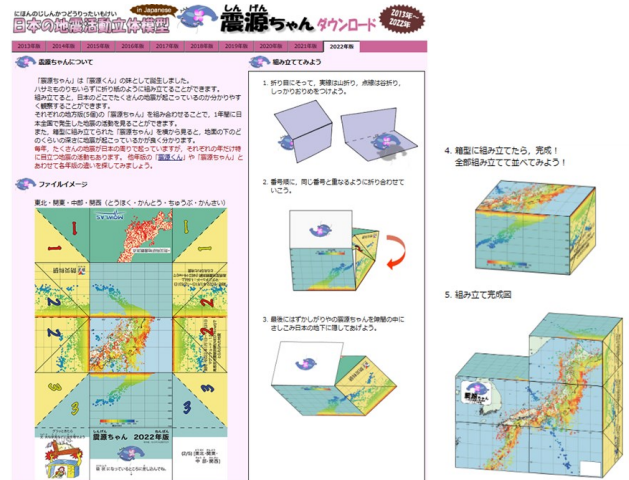 にほんのじしんかつどうりったいもけい
日本の地震活動立体模型
in Japanese
しん げん
震源ちゃん ダウンロード
2013年~
2022年
2013年版 2014年版 2015年版 2016年版 2017年版 2018年版 2019年版 2020年版 2021年版 2022年版
震源ちゃんについて
「震源ちゃん」は「震源くん」の妹として誕生しました。
ハサミものりもいらずに折り紙のように組み立てることができます。
組み立てると、日本のどこでたくさんの地震が起こっているのか分かりやす
く観察することができます。
それぞれの地方版(5個)の「震源ちゃん」を組み合わせることで、1年間に日
本全国で発生した地震の活動を見ることができます。
また、箱型に組み立てられた「震源ちゃん」を横から見ると、地面の下のど
のくらいの深さに地震が起こっているかが良く分かります。
毎年、たくさんの地震が日本の周りで起っていますが、それぞれの年だけ特
に目立つ地震の活動もあります。 他年版の「震源くん」や「震源ちゃん」と
あわせて各年版の違いを探してみましょう。
ファイルイメージ
東北・関東・中部・関西（とうほく・かんとう・ちゅうぶ・かんさい）
1
1
2
2
2
2
3
3
震源ちゃん 2022年版
組み立ててみよう
1. 折り目にそって、実線は山折り，点線は谷折り、
しっかりおりめをつけよう。
2. 番号順に，同じ番号と重なるように折り合わせて
いこう。
3. 最後にはずかしがりやの震源ちゃんを隙間の中に
さしこみ日本の地下に隠してあげよう。
4. 箱型に組み立てたら，完成！
全部組み立てて並べてみよう！
5. 組み立て完成図